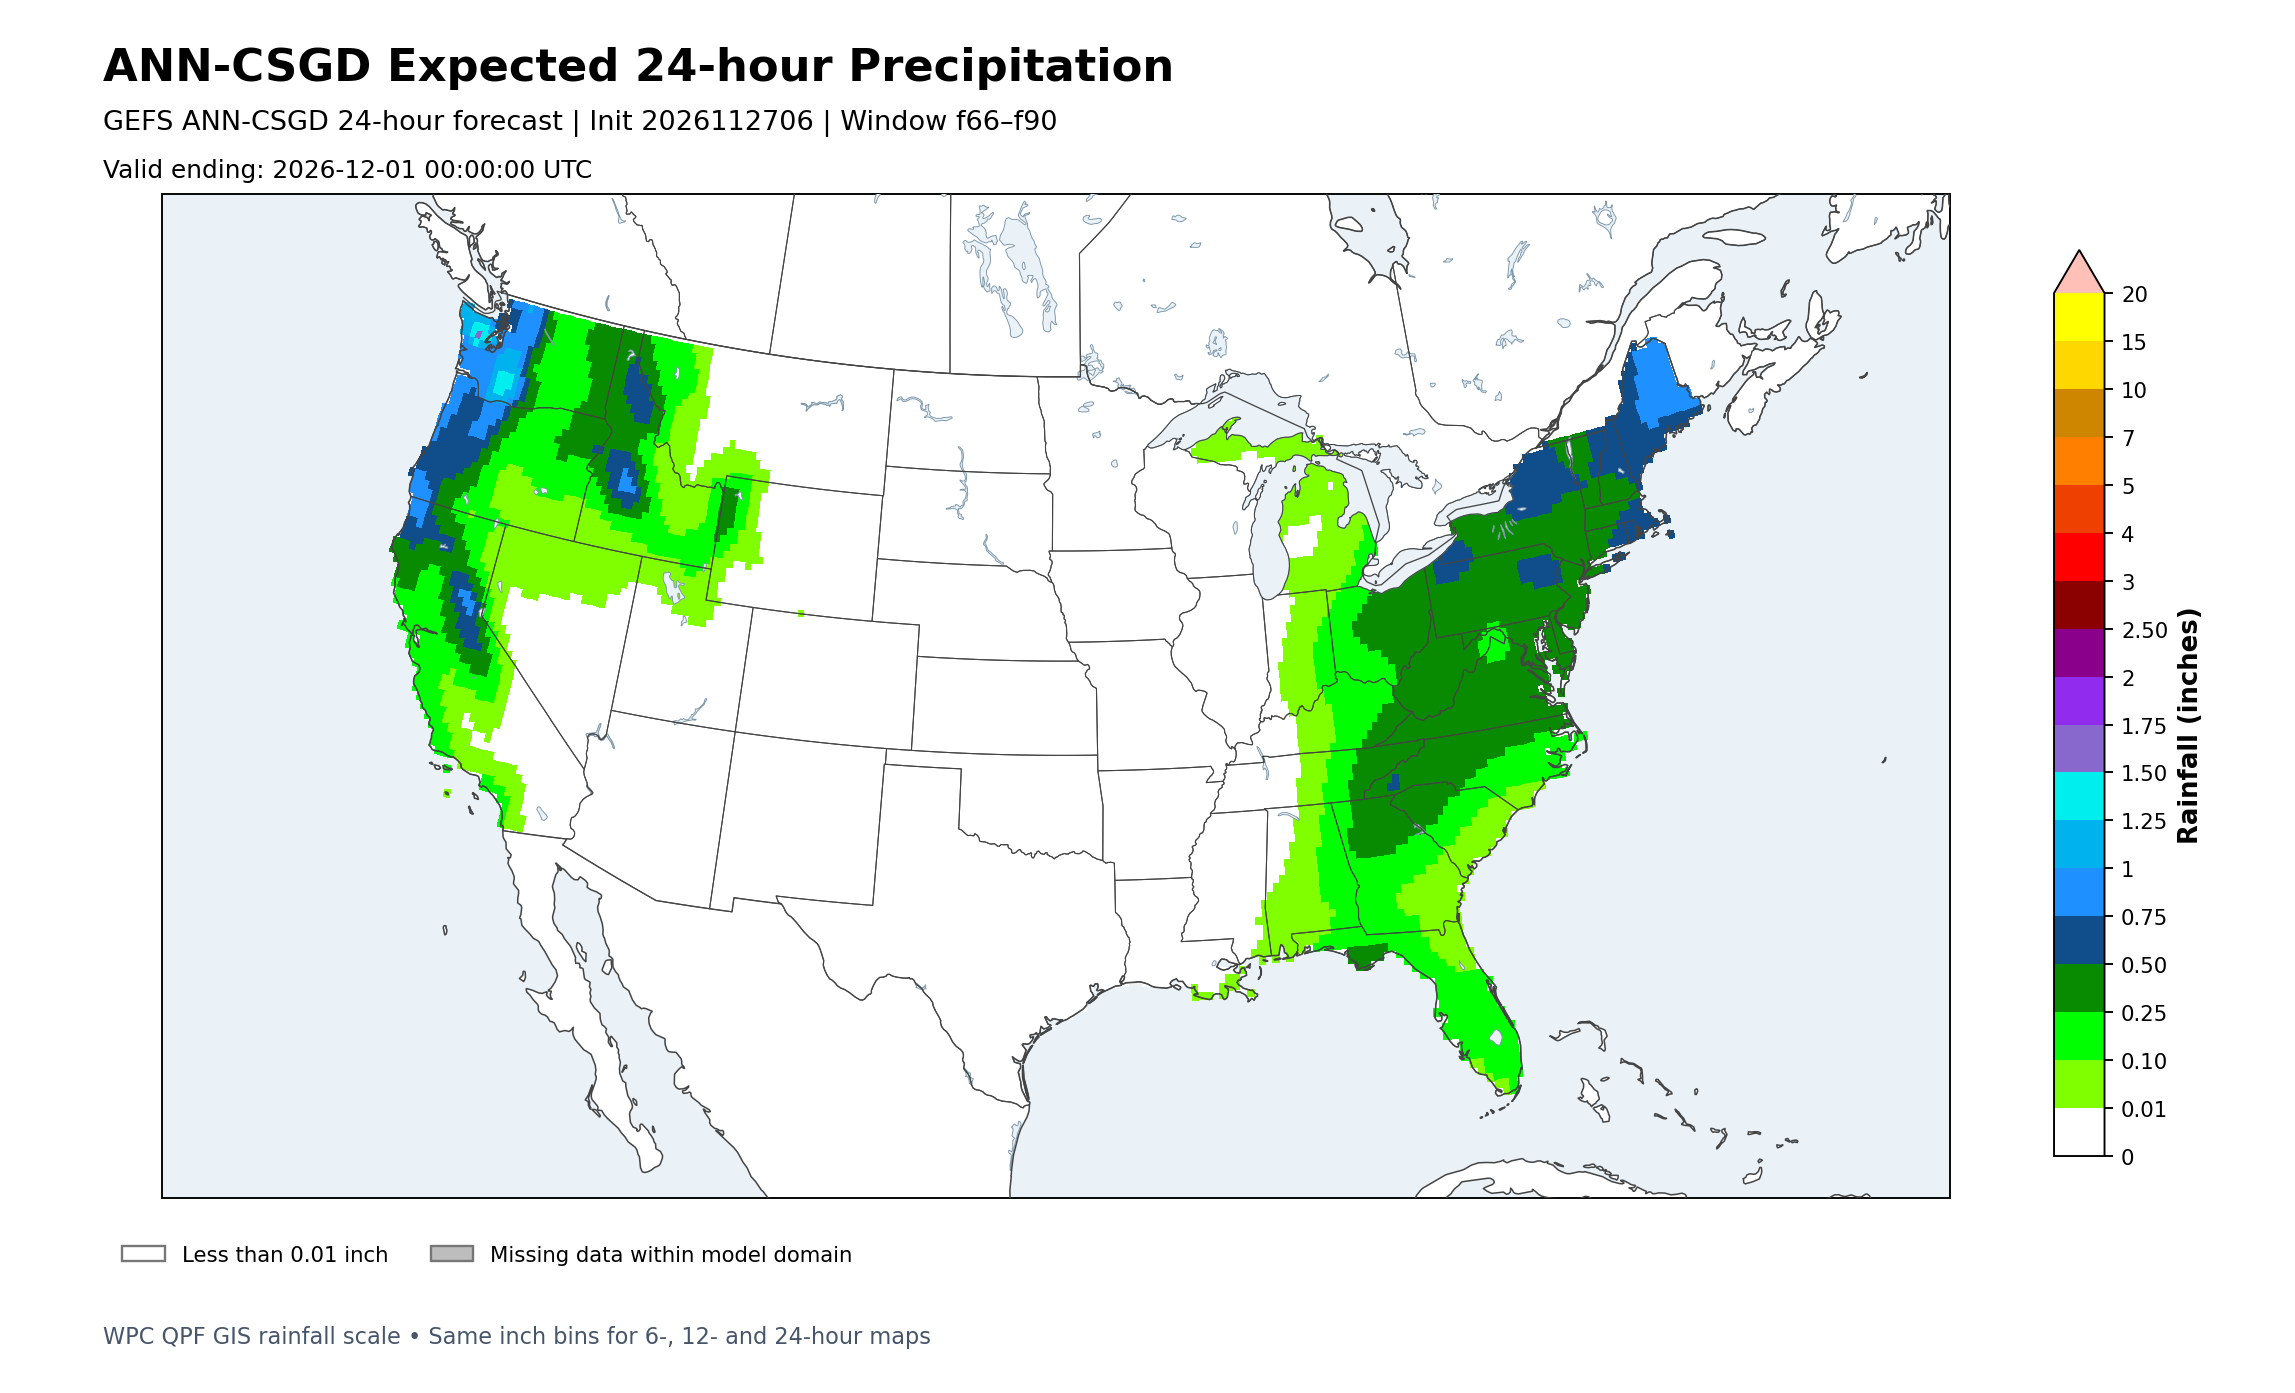 ANN-CSGD Expected 24-hour Precipitation
GEFS ANN-CSGD 24-hour forecast | Init 2026112706 | Window f66–f90
Valid ending: 2026-12-01 00:00:00 UTC
20
15
10
7
5
4
3
2.50
2
1.75
1.50
1.25
1
0.75
0.50
0.25
0.10
0.01
0
Rainfall (inches)
Less than 0.01 inch
Missing data within model domain
WPC QPF GIS rainfall scale • Same inch bins for 6-, 12- and 24-hour maps